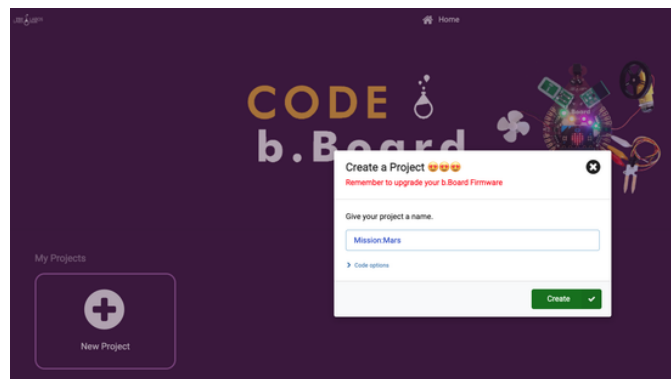 Home
CODE
b.Board
Create a Project 😍😍😍
Remember to upgrade your b.Board Firmware
Give your project a name.
Mission:Mars
> Code options
Create
My Projects
New Project